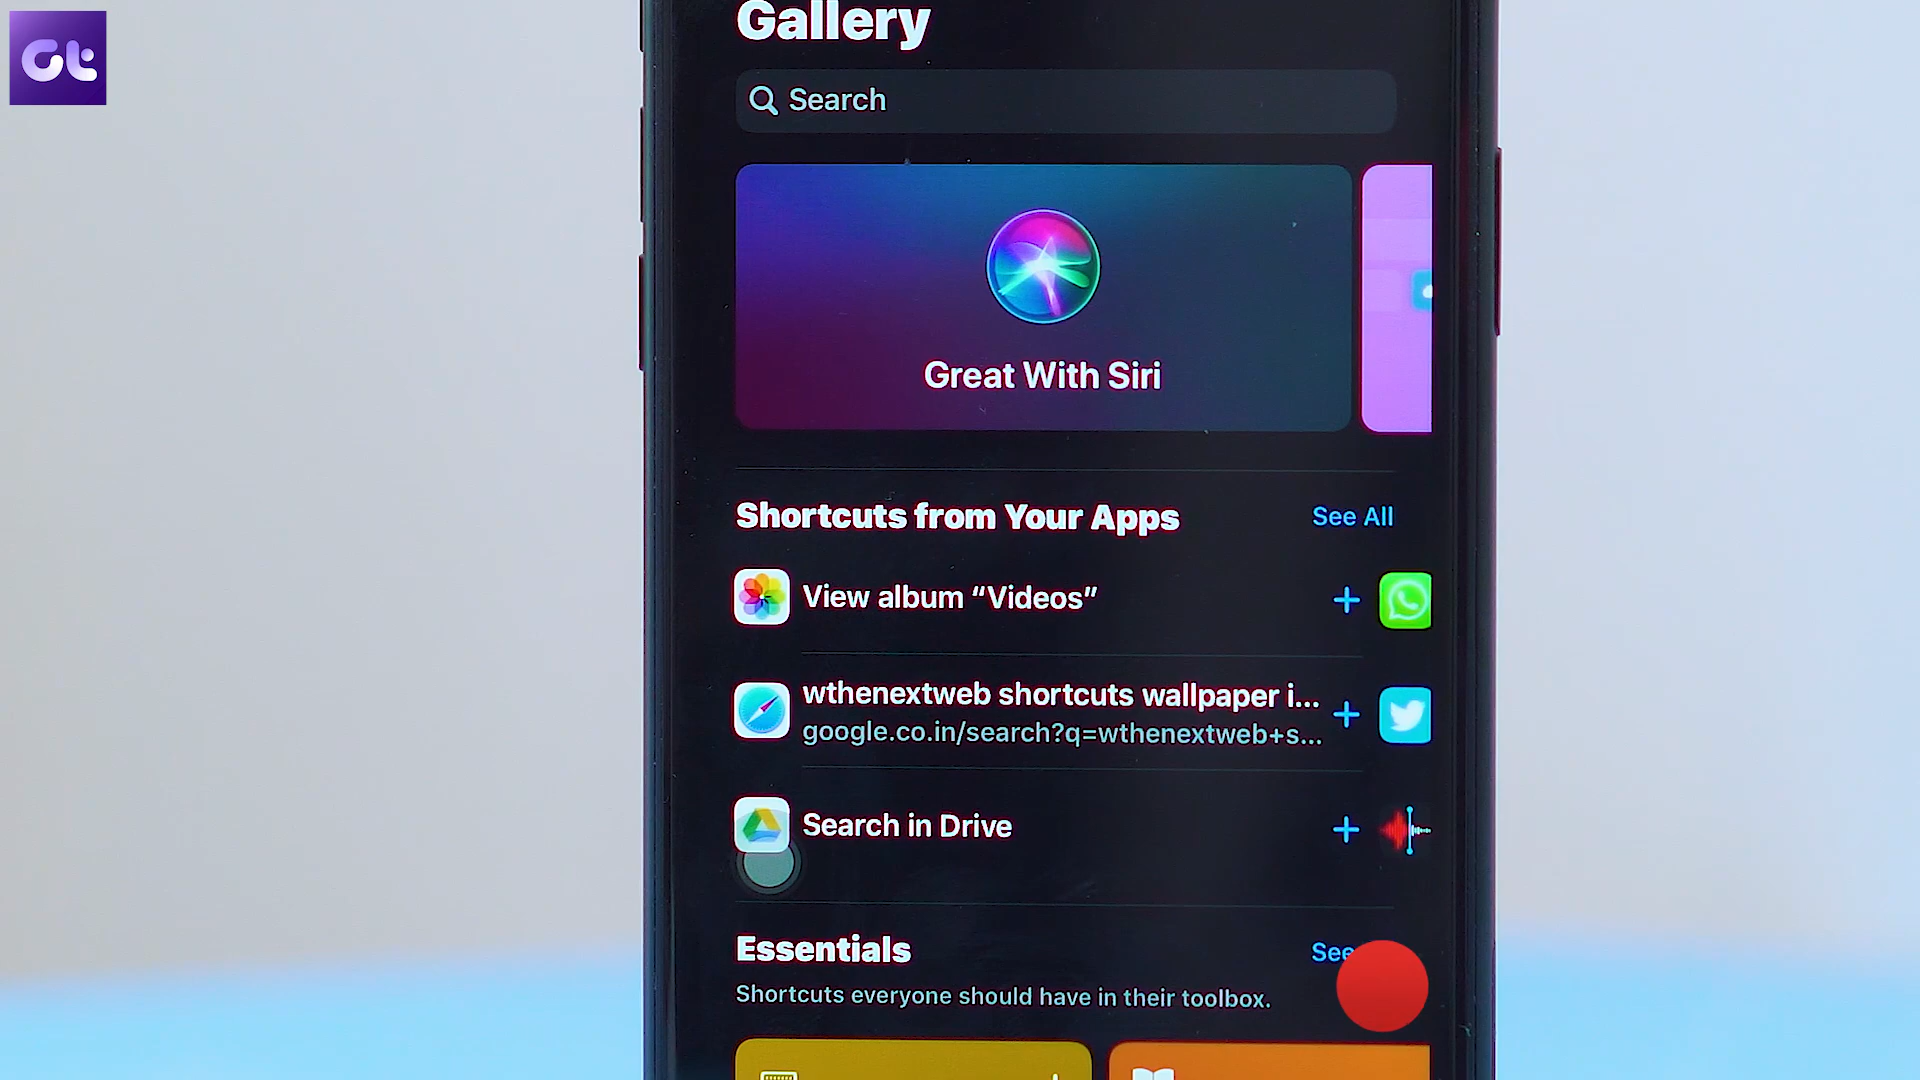 Gt
Gallery
Search
Great With Siri
Shortcuts from Your Apps
See All
View album “Videos”
wthenextweb shortcuts wallpaper i...
google.co.in/search?q=wthenextweb+s...
Search in Drive
Essentials
See
Shortcuts everyone should have in their toolbox.